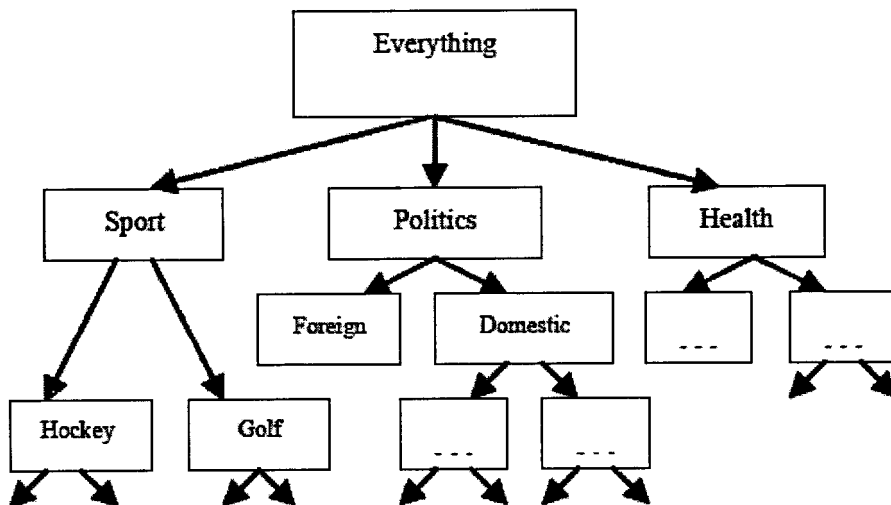 Everything
Sport
Politics
Health
Foreign
Domestic
- - -
- - -
Hockey
Golf
- - -
- - -